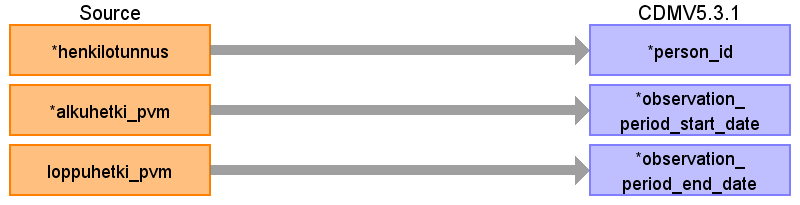 Source
CDMV5.3.1
*henkilotunnus
*person_id
*alkuhetki_pvm
*observation_
period_start_date
loppuhetki_pvm
*observation_
period_end_date